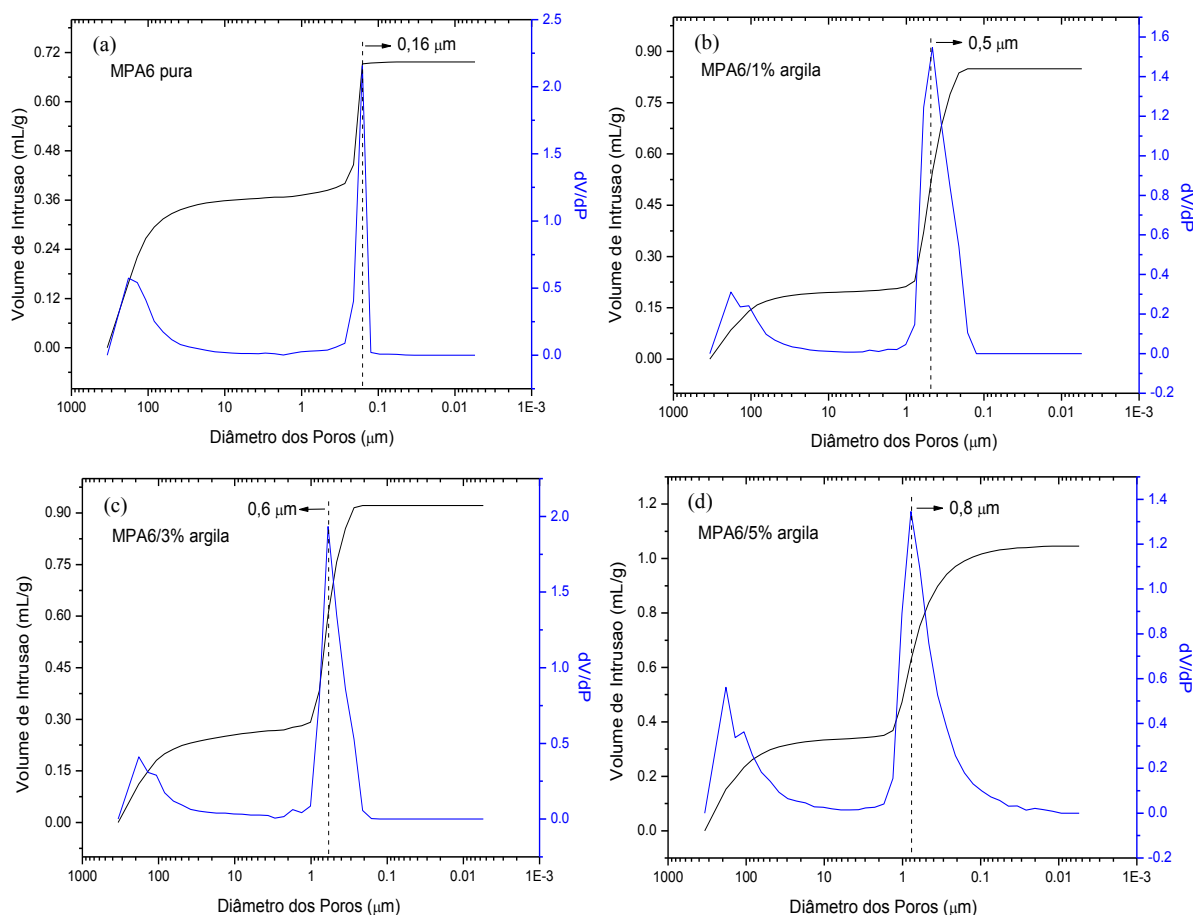 (a)
0,16 µm
MPA6 pura
Volume de Intrusao (mL/g)
0.72
0.60
0.48
0.36
0.24
0.12
0.00
2.5
2.0
1.5
1.0
0.5
0.0
dV/dP
1000 100 10 1 0.1 0.01 1E-3
Diâmetro dos Poros (µm)
(b)
0,5 µm
MPA6/1% argila
Volume de Intrusao (mL/g)
0.90
0.75
0.60
0.45
0.30
0.15
0.00
1.8
1.6
1.4
1.2
1.0
0.8
0.6
0.4
0.2
0.0
-0.2
dV/dP
1000 100 10 1 0.1 0.01 1E-3
Diâmetro dos Poros (µm)
(c)
0,6 µm
MPA6/3% argila
Volume de Intrusao (mL/g)
0.90
0.75
0.60
0.45
0.30
0.15
0.00
2.0
1.5
1.0
0.5
0.0
dV/dP
1000 100 10 1 0.1 0.01 1E-3
Diâmetro dos Poros (µm)
(d)
0,8 µm
MPA6/5% argila
Volume de Intrusao (mL/g)
1.2
1.0
0.8
0.6
0.4
0.2
0.0
1.4
1.2
1.0
0.8
0.6
0.4
0.2
0.0
-0.2
dV/dP
1000 100 10 1 0.1 0.01 1E-3
Diâmetro dos Poros (µm)